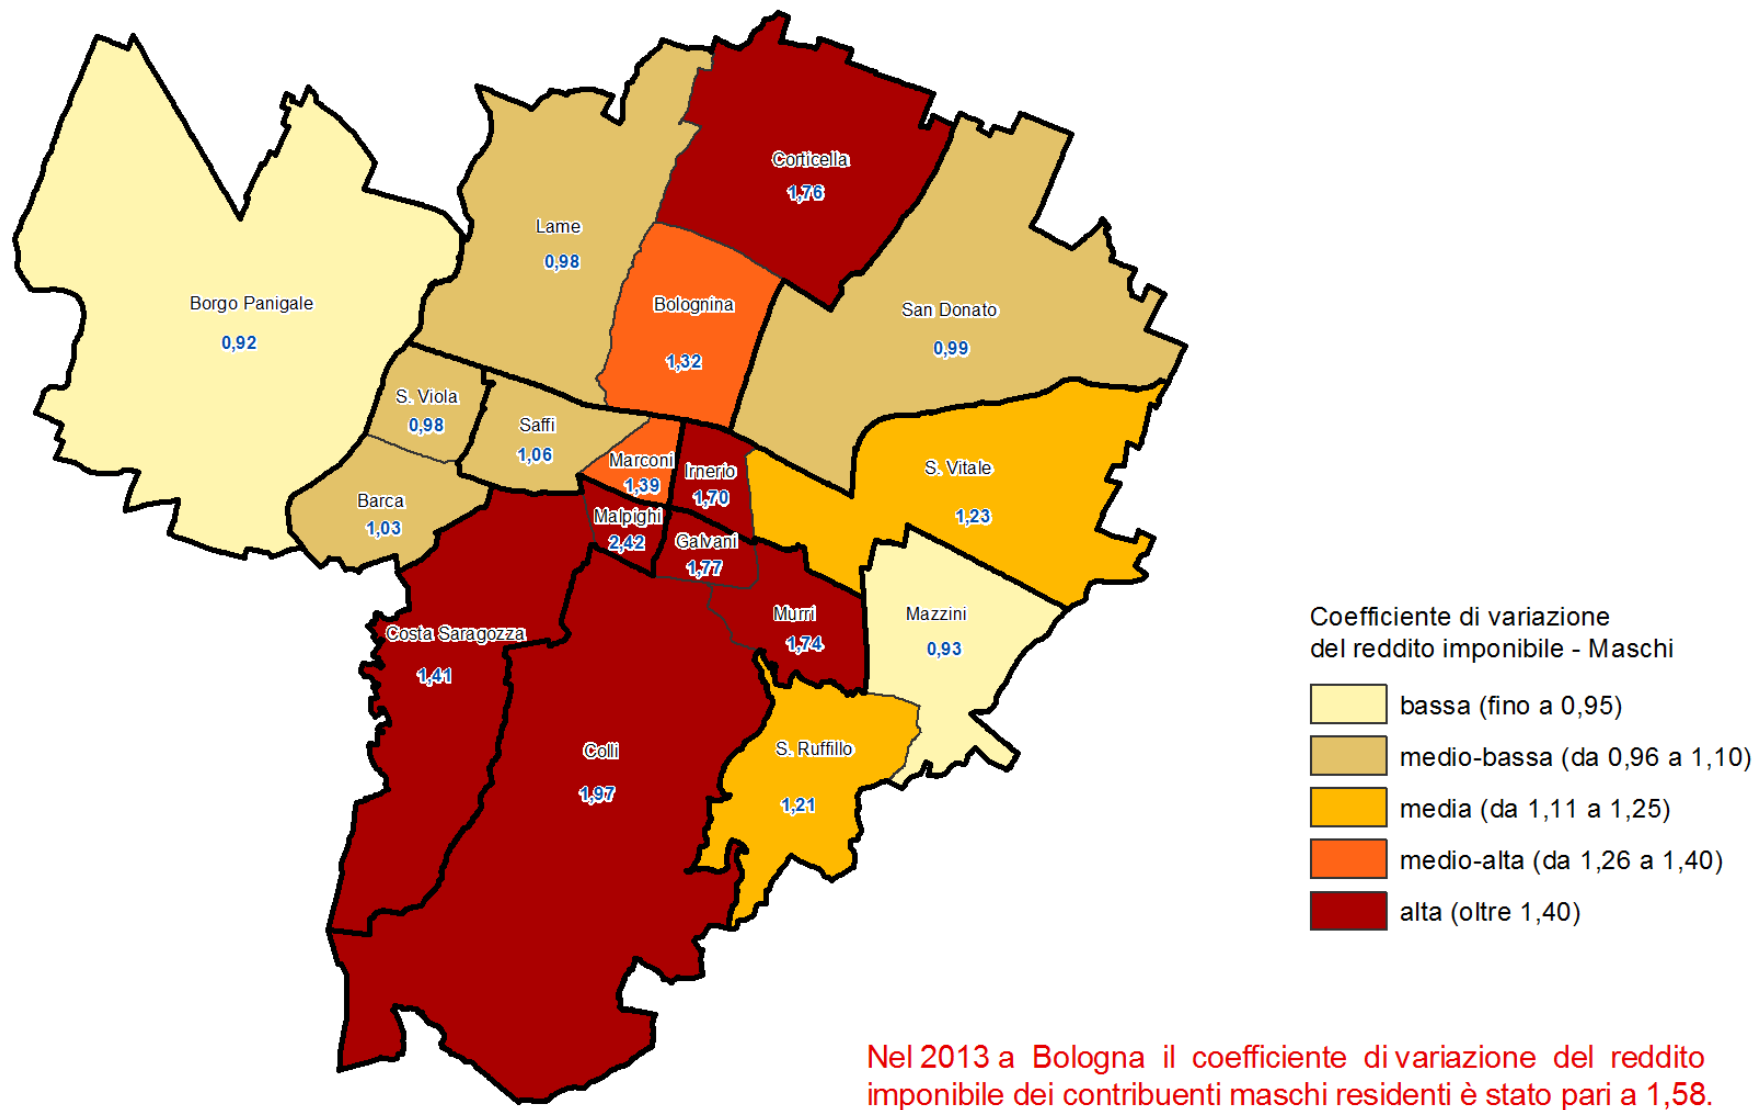 Corticella
1,76
Lame
0,98
Borgo Panigale
0,92
Bolognina
1,32
San Donato
0,99
S. Viola
0,98
Saffi
1,06
Marconi
1,39
Irnerio
1,70
S. Vitale
1,23
Barca
1,03
Malpighi
2,42
Galvani
1,77
Murri
1,74
Mazzini
0,93
Costa Saragozza
1,41
Colli
1,97
S. Ruffillo
1,21
Coefficiente di variazione
del reddito imponibile - Maschi
bassa (fino a 0,95)
medio-bassa (da 0,96 a 1,10)
media (da 1,11 a 1,25)
medio-alta (da 1,26 a 1,40)
alta (oltre 1,40)
Nel 2013 a Bologna il coefficiente di variazione del reddito
imponibile dei contribuenti maschi residenti è stato pari a 1,58.